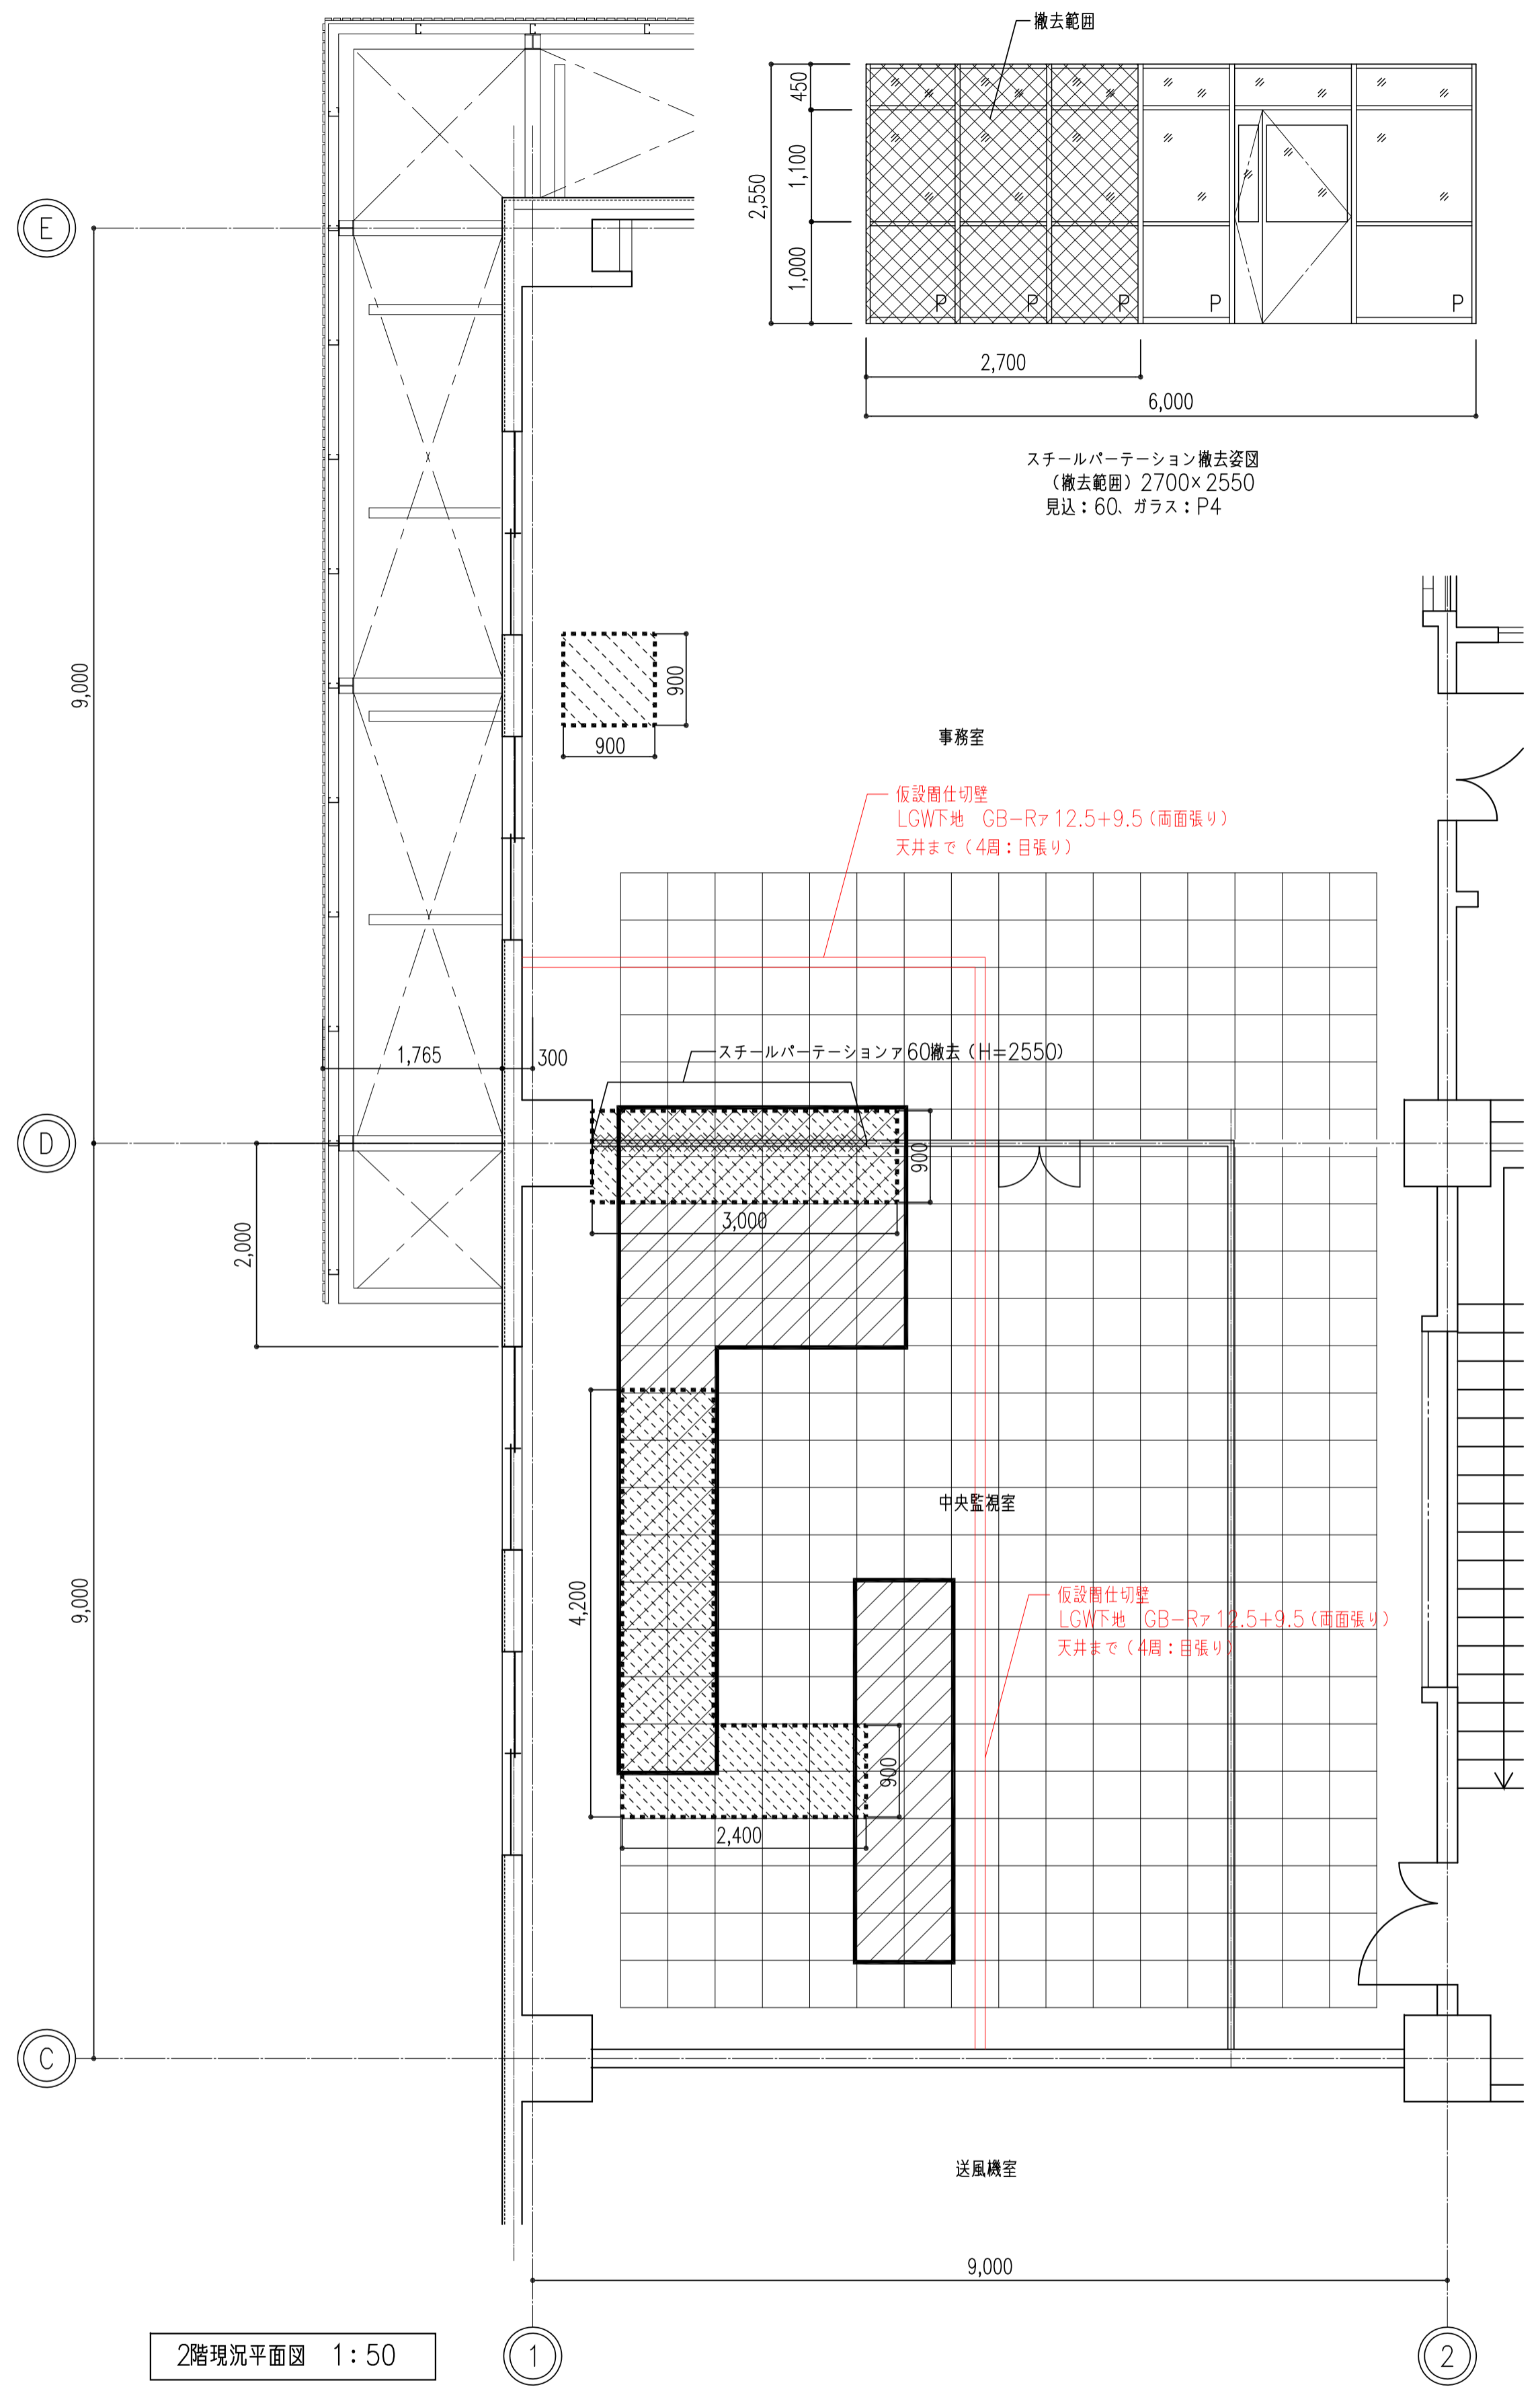 撤去範囲
450
1,100
2,550
1,000
P
P
P
P
P
2,700
6,000
スチールパーテーション撤去姿図
（撤去範囲）2700×2550
見込：60、ガラス：P4
E
9,000
900
900
事務室
仮設間仕切壁
LGW下地　GB-Rァ12.5+9.5（両面張り）
天井まで（4周：目張り）
1,765
300
スチールパーテーションァ60撤去（H=2550）
D
900
3,000
2,000
中央監視室
4,200
9,000
仮設間仕切壁
LGW下地　GB-Rァ12.5+9.5（両面張り）
天井まで（4周：目張り）
900
2,400
C
送風機室
9,000
2階現況平面図　1：50
1
2